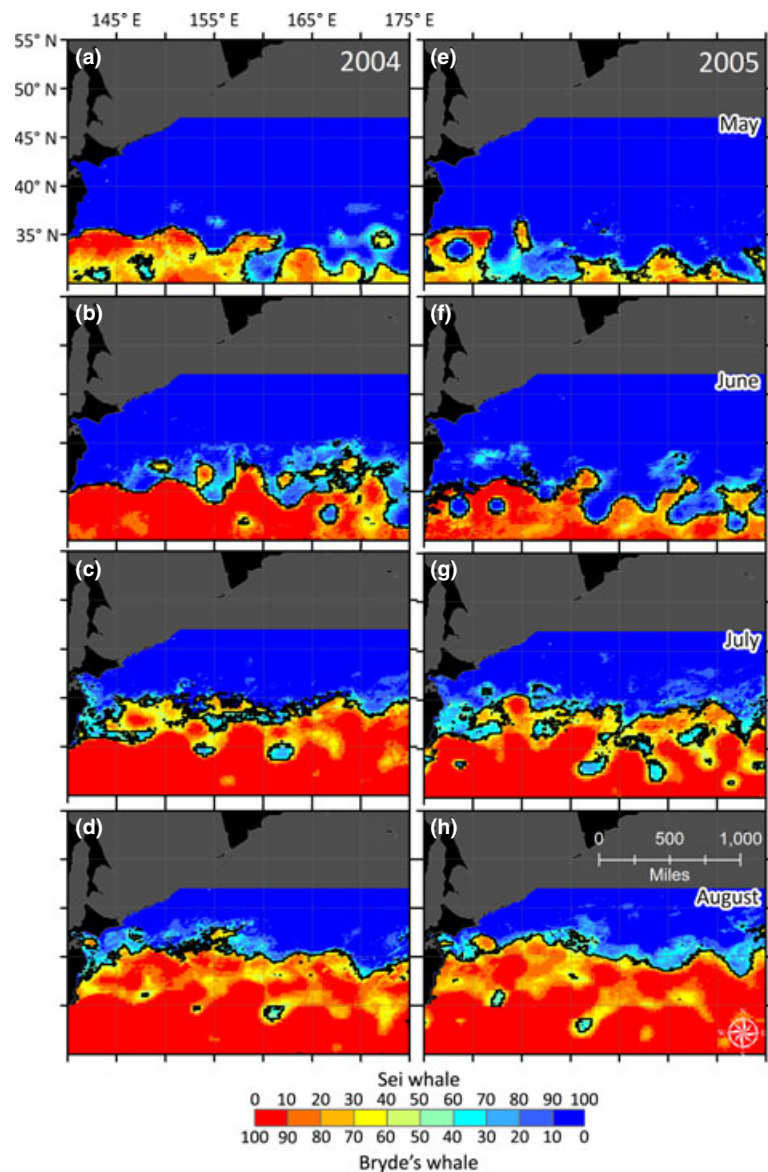 145° E 155° E 165° E 175° E
55° N
50° N
45° N
40° N
35° N
(a) 2004
(e) 2005
May
(b)
(f)
June
(c)
(g)
July
(d)
(h)
0 500 1,000
Miles
August
N
W E
S
Sei whale
0 10 20 30 40 50 60 70 80 90 100
100 90 80 70 60 50 40 30 20 10 0
Bryde's whale